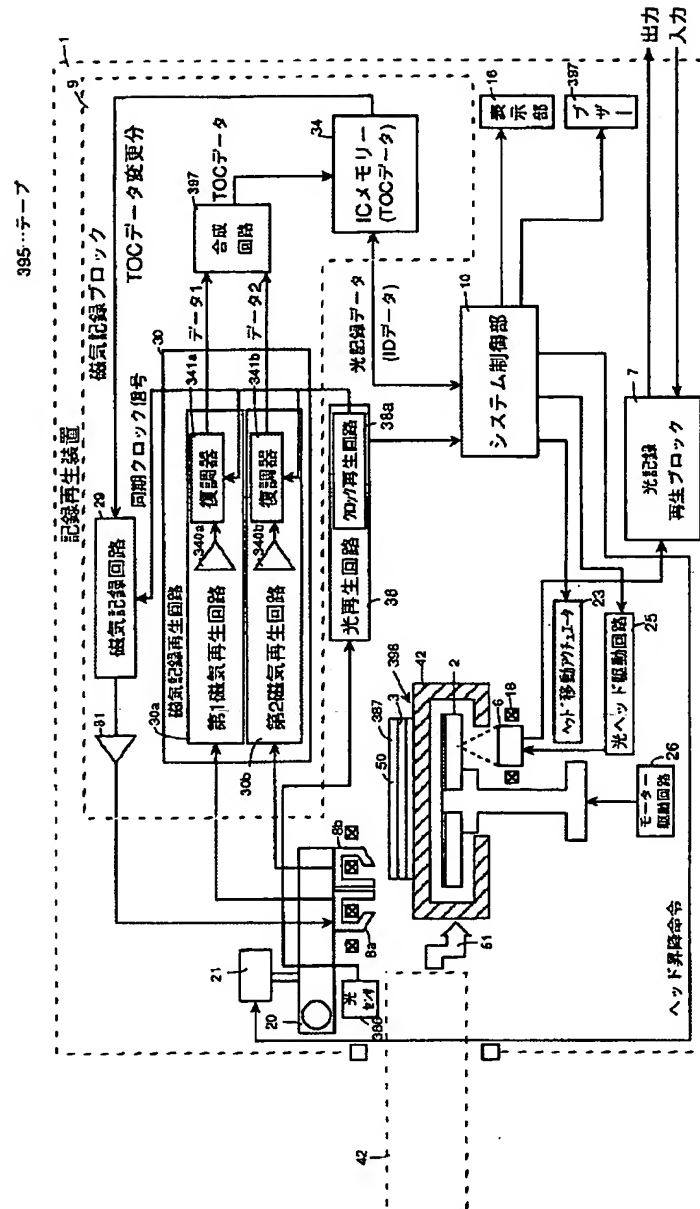 395…テープ
記録再生装置
1
9
磁気記録ブロック
TOCデータ変更分
29
磁気記録回路
同期クロック信号
31
30
磁気記録再生回路
30a
第1磁気再生回路
340a
341a
復調器
データ1
30b
第2磁気再生回路
340b
341b
復調器
データ2
397
合成
回路
TOCデータ
34
ICメモリー
(TOCデータ)
光記録データ
(IDデータ)
38
光再生回路
38a
クロック再生回路
10
システム制御部
16
表示部
397
ブザー
7
光記録
再生ブロック
出力
入力
21
20
光
センサ
380
8a
8b
387
50
3
398
42
2
6
18
51
42
23
ヘッド移動アクチュエータ
25
光ヘッド駆動回路
26
モーター
駆動回路
ヘッド昇降命令